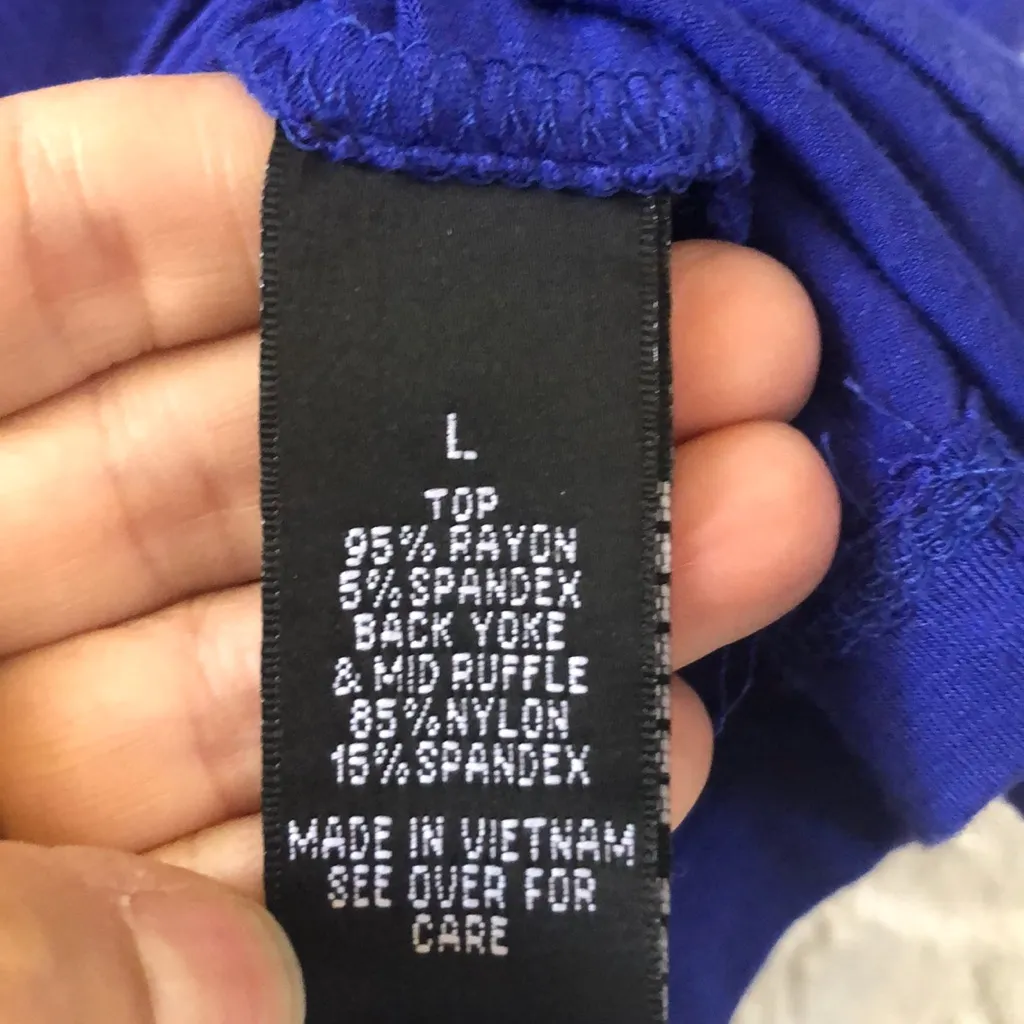 L
TOP
95% RAYON
5% SPANDEX
BACK YOKE
& MID RUFFLE
85% NYLON
15% SPANDEX
MADE IN VIETNAM
SEE OVER FOR
CARE